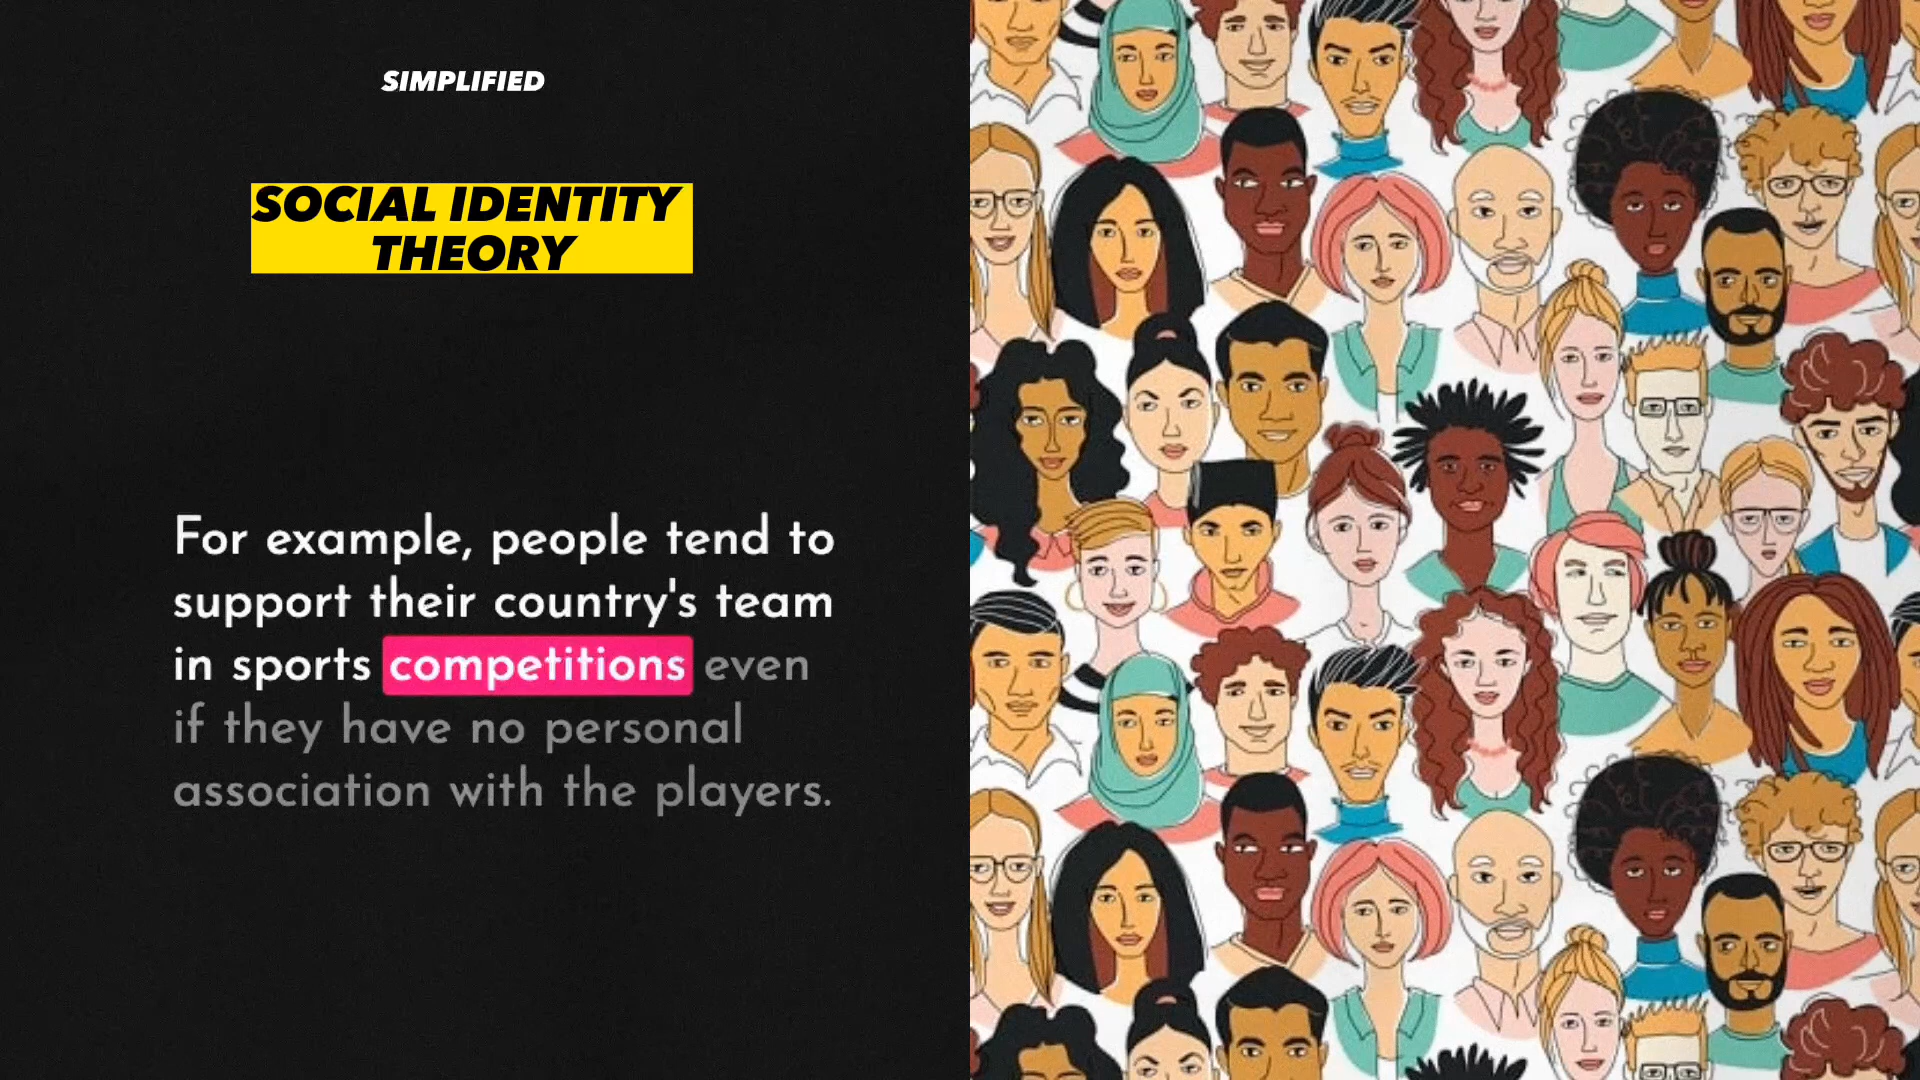 SIMPLIFIED
SOCIAL IDENTITY
THEORY
For example, people tend to
support their country's team
in sports competitions even
if they have no personal
association with the players.